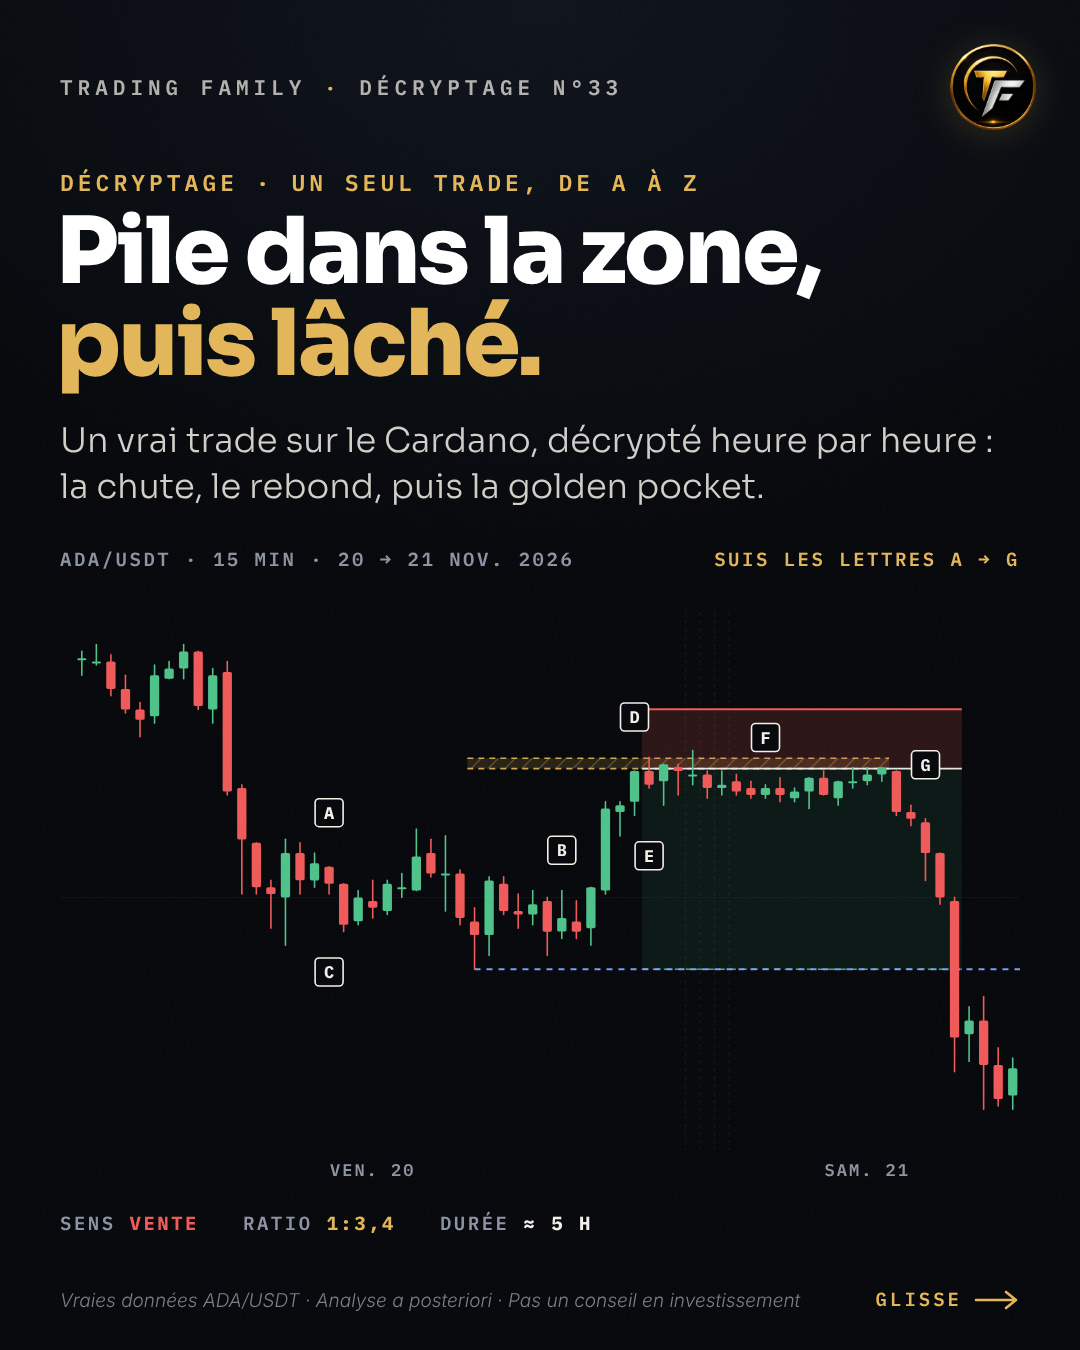 TRADING FAMILY · DÉCRYPTAGE N°33
TF
DÉCRYPTAGE · UN SEUL TRADE, DE A À Z
Pile dans la zone,
puis lâché.
Un vrai trade sur le Cardano, décrypté heure par heure :
la chute, le rebond, puis la golden pocket.
ADA/USDT · 15 MIN · 20 → 21 NOV. 2026
SUIS LES LETTRES A → G
D
F
G
A
B
E
C
VEN. 20
SAM. 21
SENS VENTE RATIO 1:3,4 DURÉE ≈ 5 H
Vraies données ADA/USDT · Analyse a posteriori · Pas un conseil en investissement
GLISSE →